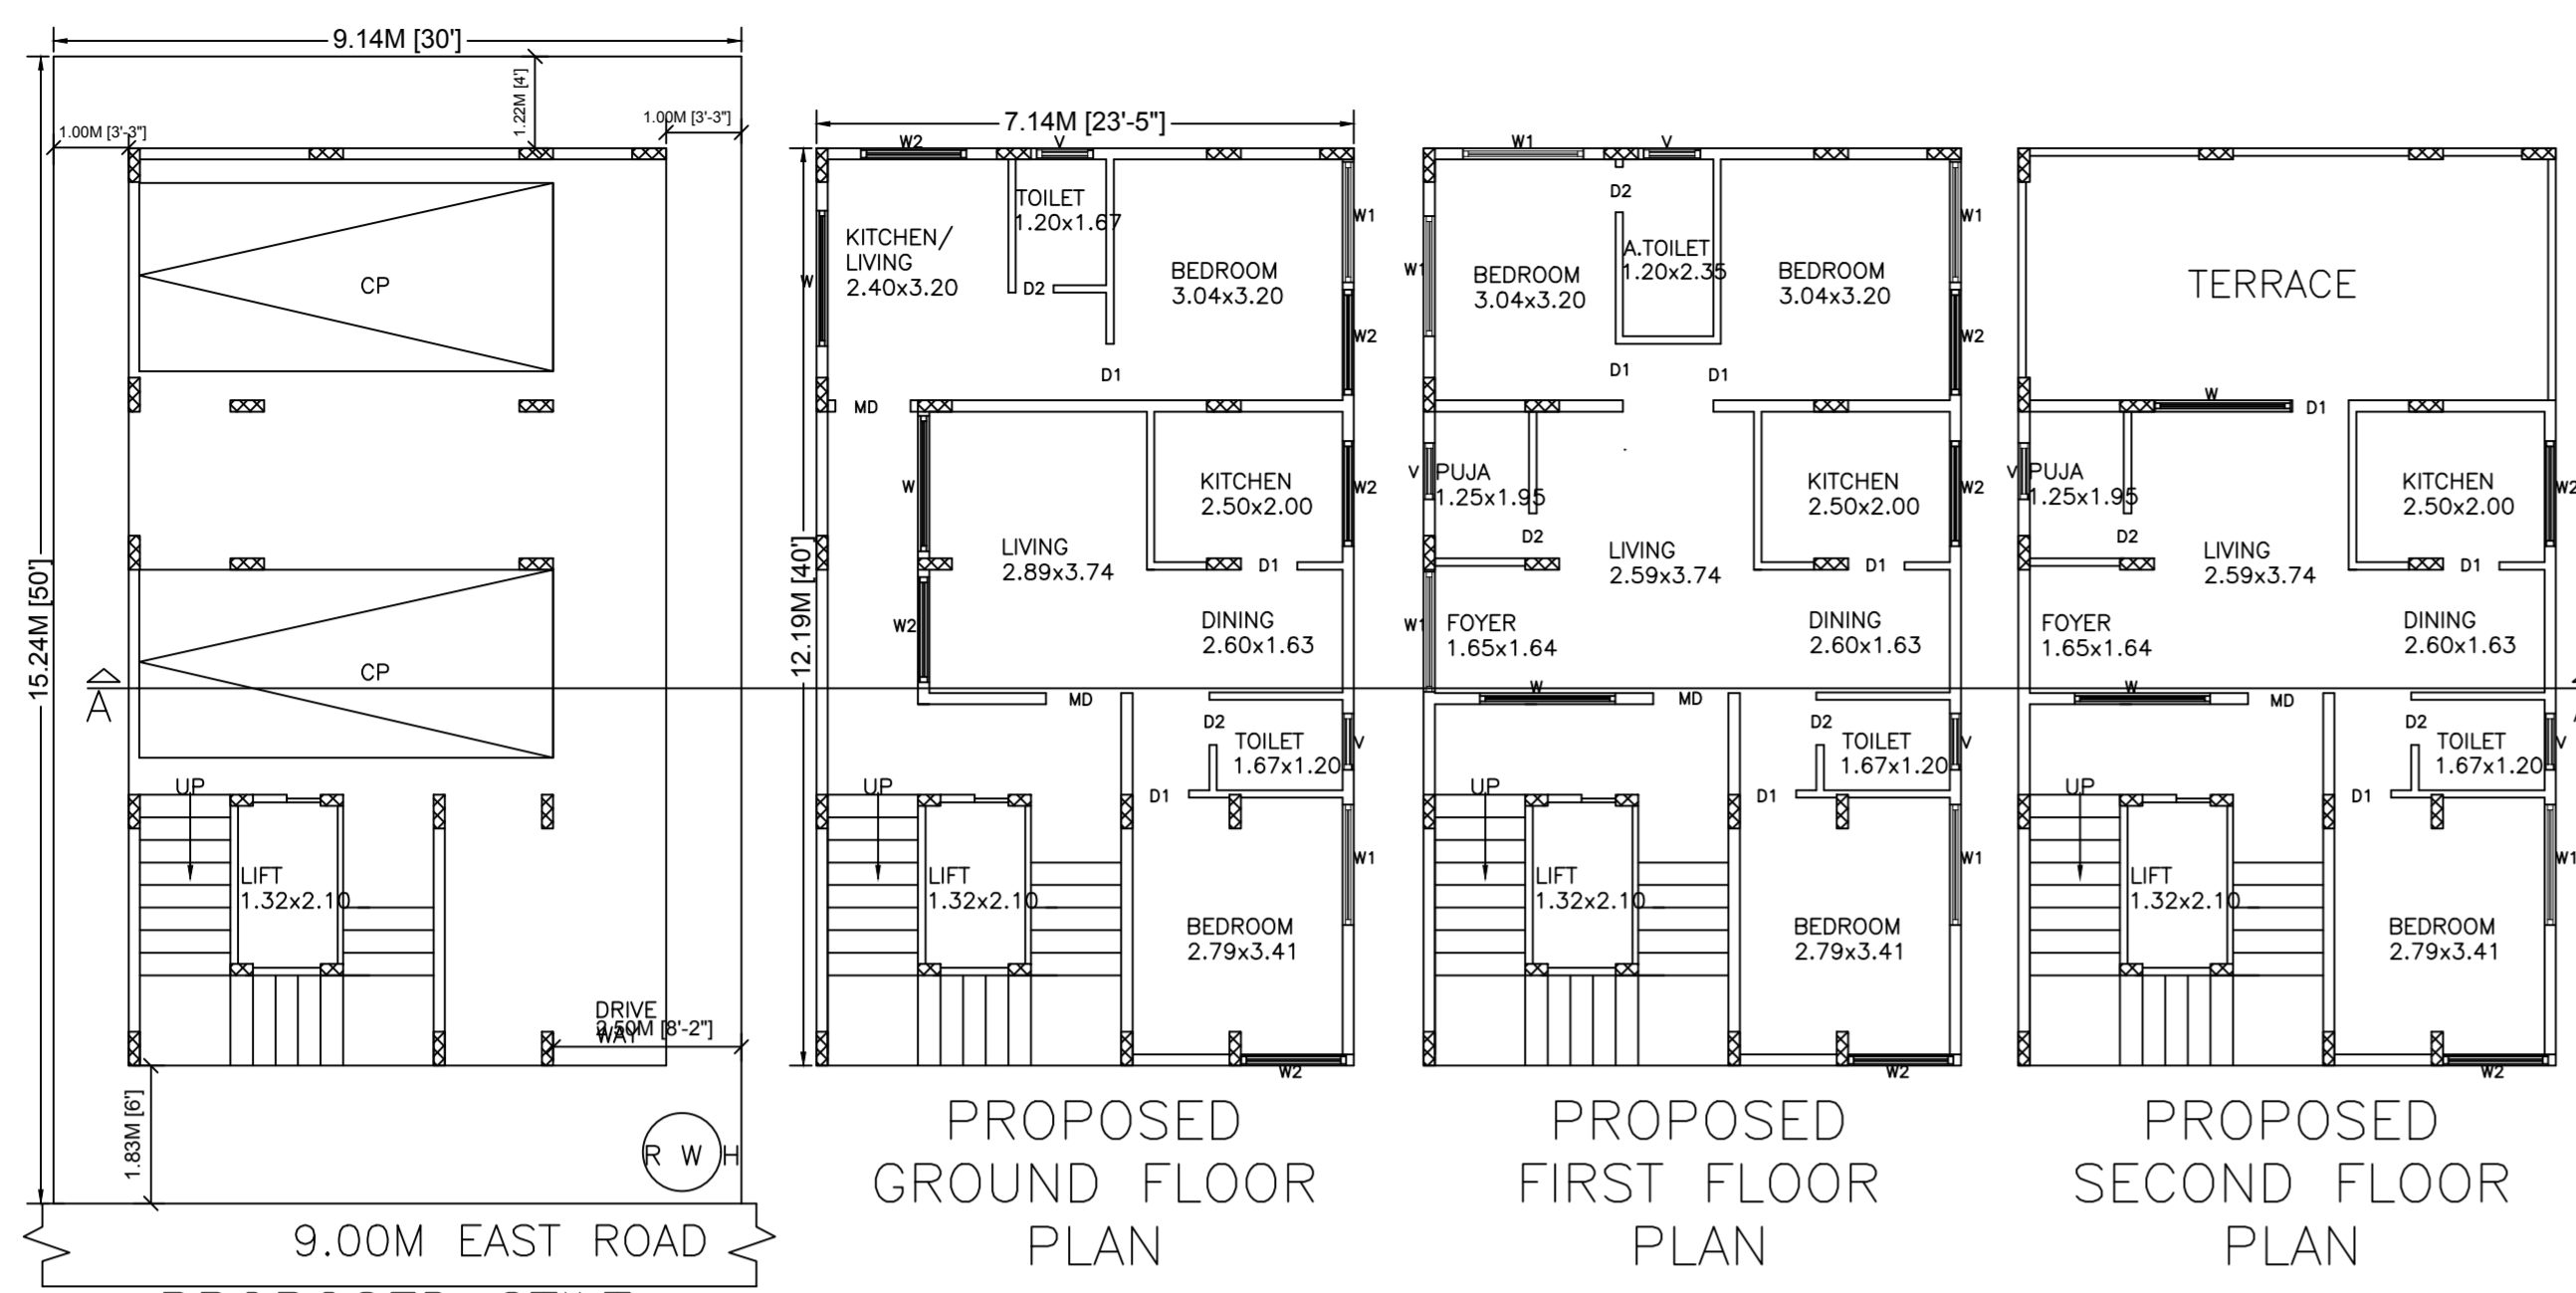 9.14M [30']
1.22M [4']
1.00M [3'-3"]
1.00M [3'-3"]
15.24M [50']
CP
CP
A
UP
LIFT
1.32x2.10
DRIVE
WAY
2.50M [8'-2"]
1.83M [6']
R W H
9.00M EAST ROAD
7.14M [23'-5"]
12.19M [40']
W2
V
TOILET
1.20x1.67
W1
KITCHEN/
LIVING
2.40x3.20
W
BEDROOM
3.04x3.20
D2
W2
D1
MD
W
KITCHEN
2.50x2.00
W2
LIVING
2.89x3.74
D1
W2
DINING
2.60x1.63
MD
D2
TOILET
1.67x1.20
V
UP
D1
LIFT
1.32x2.10
W1
BEDROOM
2.79x3.41
W2
PROPOSED
GROUND FLOOR
PLAN
W1
V
D2
W1
A.TOILET
1.20x2.35
W1
BEDROOM
3.04x3.20
BEDROOM
3.04x3.20
W2
D1
D1
V
PUJA
1.25x1.95
KITCHEN
2.50x2.00
W2
D2
LIVING
2.59x3.74
D1
W1
FOYER
1.65x1.64
DINING
2.60x1.63
W
MD
D2
TOILET
1.67x1.20
V
UP
D1
LIFT
1.32x2.10
W1
BEDROOM
2.79x3.41
W2
PROPOSED
FIRST FLOOR
PLAN
TERRACE
W
D1
V
PUJA
1.25x1.95
KITCHEN
2.50x2.00
W2
D2
LIVING
2.59x3.74
D1
FOYER
1.65x1.64
DINING
2.60x1.63
W
MD
D2
TOILET
1.67x1.20
V
UP
D1
LIFT
1.32x2.10
W1
BEDROOM
2.79x3.41
W2
PROPOSED
SECOND FLOOR
PLAN